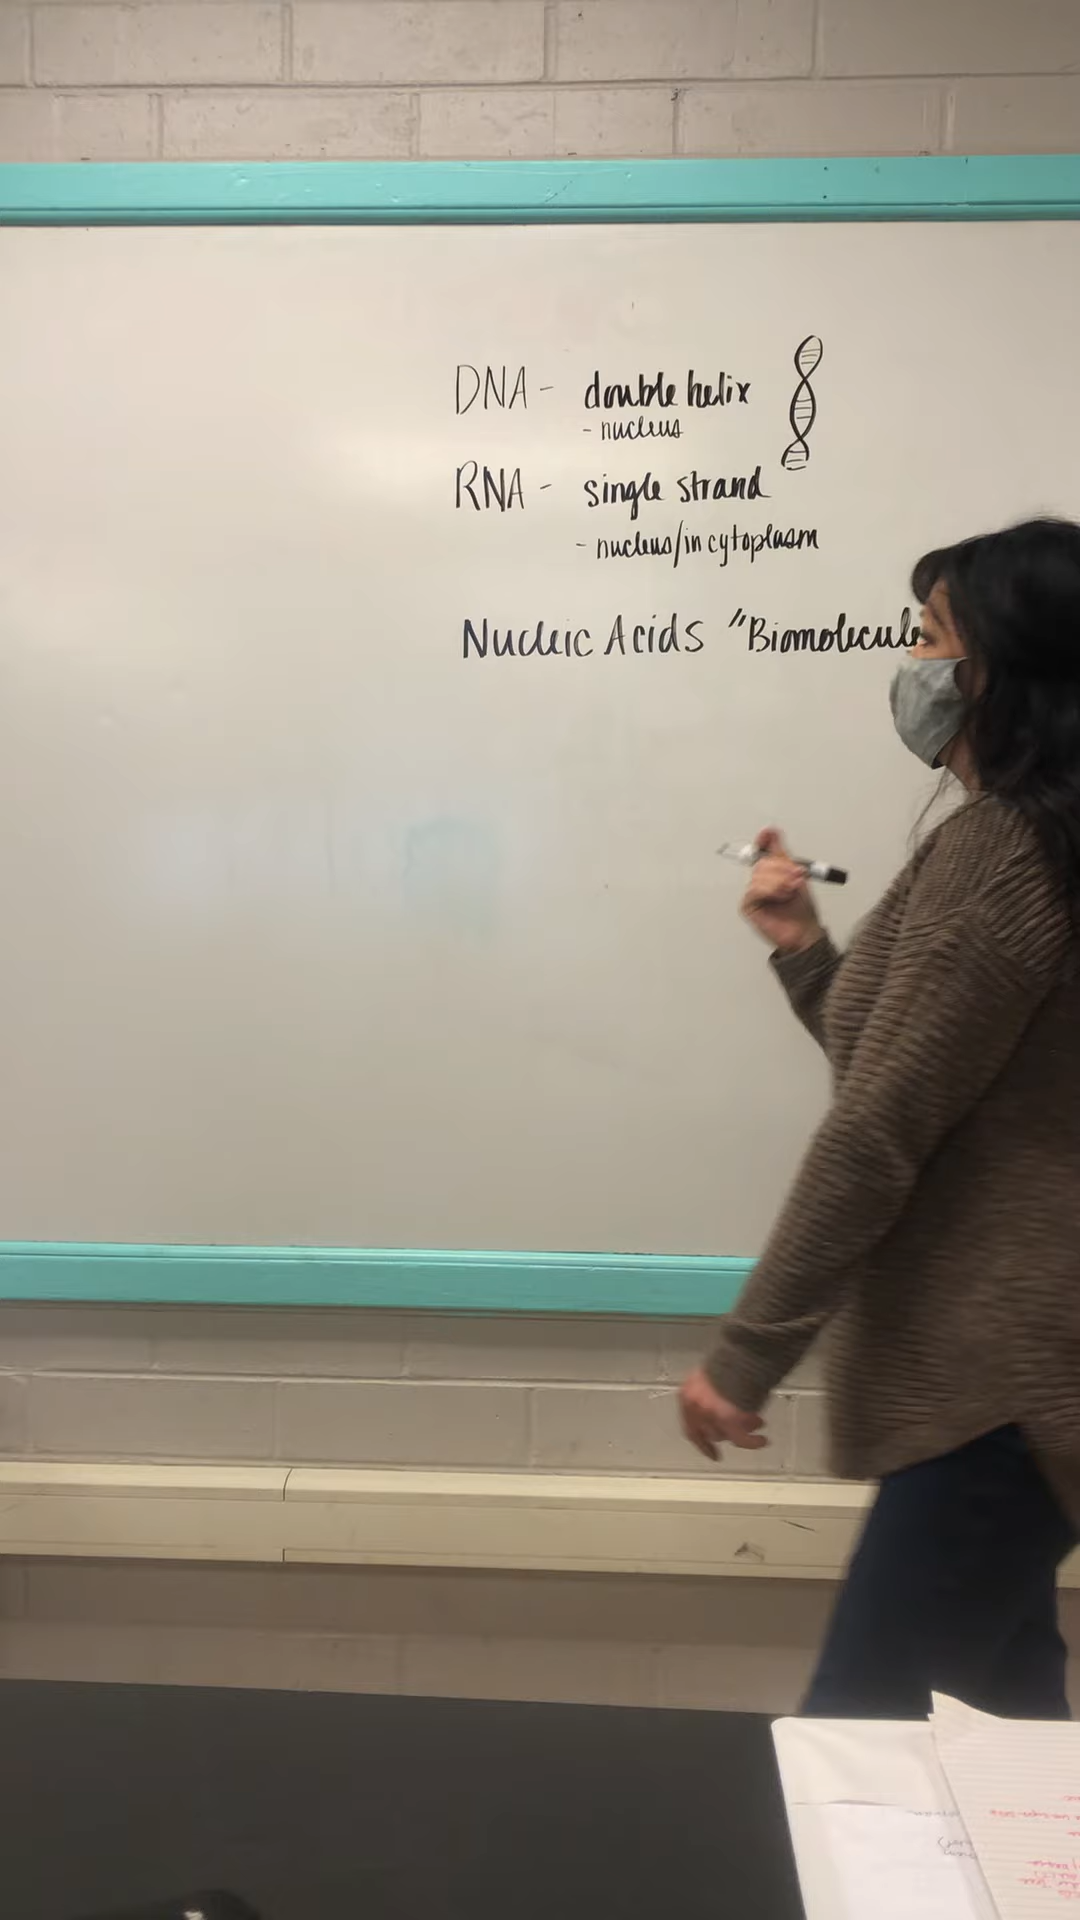 DNA - double helix
- nucleus
RNA - single strand
- nucleus/in cytoplasm
Nucleic Acids "Biomolecule